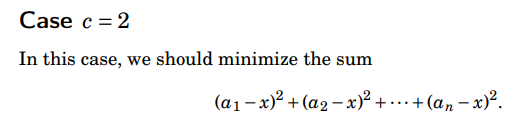 Case c = 2
In this case, we should minimize the sum
(a₁ − x)² + (a₂ − x)² + ··· + (aₙ − x)².